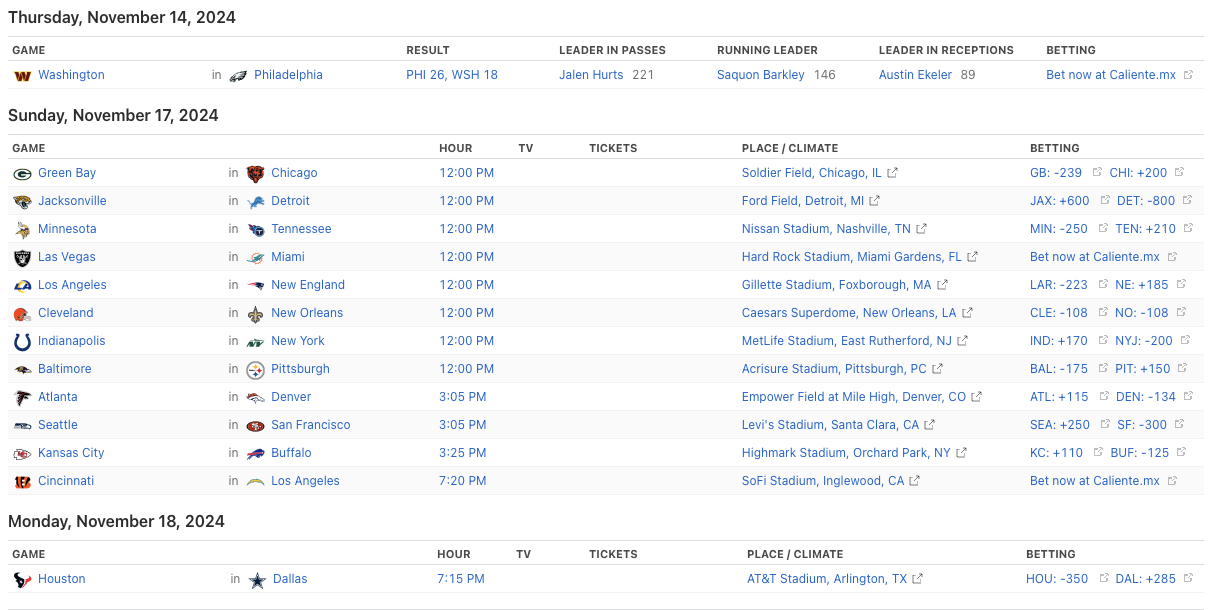 Thursday, November 14, 2024
GAME RESULT LEADER IN PASSES RUNNING LEADER LEADER IN RECEPTIONS BETTING
Washington in Philadelphia PHI 26, WSH 18 Jalen Hurts 221 Saquon Barkley 146 Austin Ekeler 89 Bet now at Caliente.mx
Sunday, November 17, 2024
GAME HOUR TV TICKETS PLACE / CLIMATE BETTING
Green Bay in Chicago 12:00 PM Soldier Field, Chicago, IL GB: -239 CHI: +200
Jacksonville in Detroit 12:00 PM Ford Field, Detroit, MI JAX: +600 DET: -800
Minnesota in Tennessee 12:00 PM Nissan Stadium, Nashville, TN MIN: -250 TEN: +210
Las Vegas in Miami 12:00 PM Hard Rock Stadium, Miami Gardens, FL Bet now at Caliente.mx
Los Angeles in New England 12:00 PM Gillette Stadium, Foxborough, MA LAR: -223 NE: +185
Cleveland in New Orleans 12:00 PM Caesars Superdome, New Orleans, LA CLE: -108 NO: -108
Indianapolis in New York 12:00 PM MetLife Stadium, East Rutherford, NJ IND: +170 NYJ: -200
Baltimore in Pittsburgh 12:00 PM Acrisure Stadium, Pittsburgh, PC BAL: -175 PIT: +150
Atlanta in Denver 3:05 PM Empower Field at Mile High, Denver, CO ATL: +115 DEN: -134
Seattle in San Francisco 3:05 PM Levi's Stadium, Santa Clara, CA SEA: +250 SF: -300
Kansas City in Buffalo 3:25 PM Highmark Stadium, Orchard Park, NY KC: +110 BUF: -125
Cincinnati in Los Angeles 7:20 PM SoFi Stadium, Inglewood, CA Bet now at Caliente.mx
Monday, November 18, 2024
GAME HOUR TV TICKETS PLACE / CLIMATE BETTING
Houston in Dallas 7:15 PM AT&T Stadium, Arlington, TX HOU: -350 DAL: +285